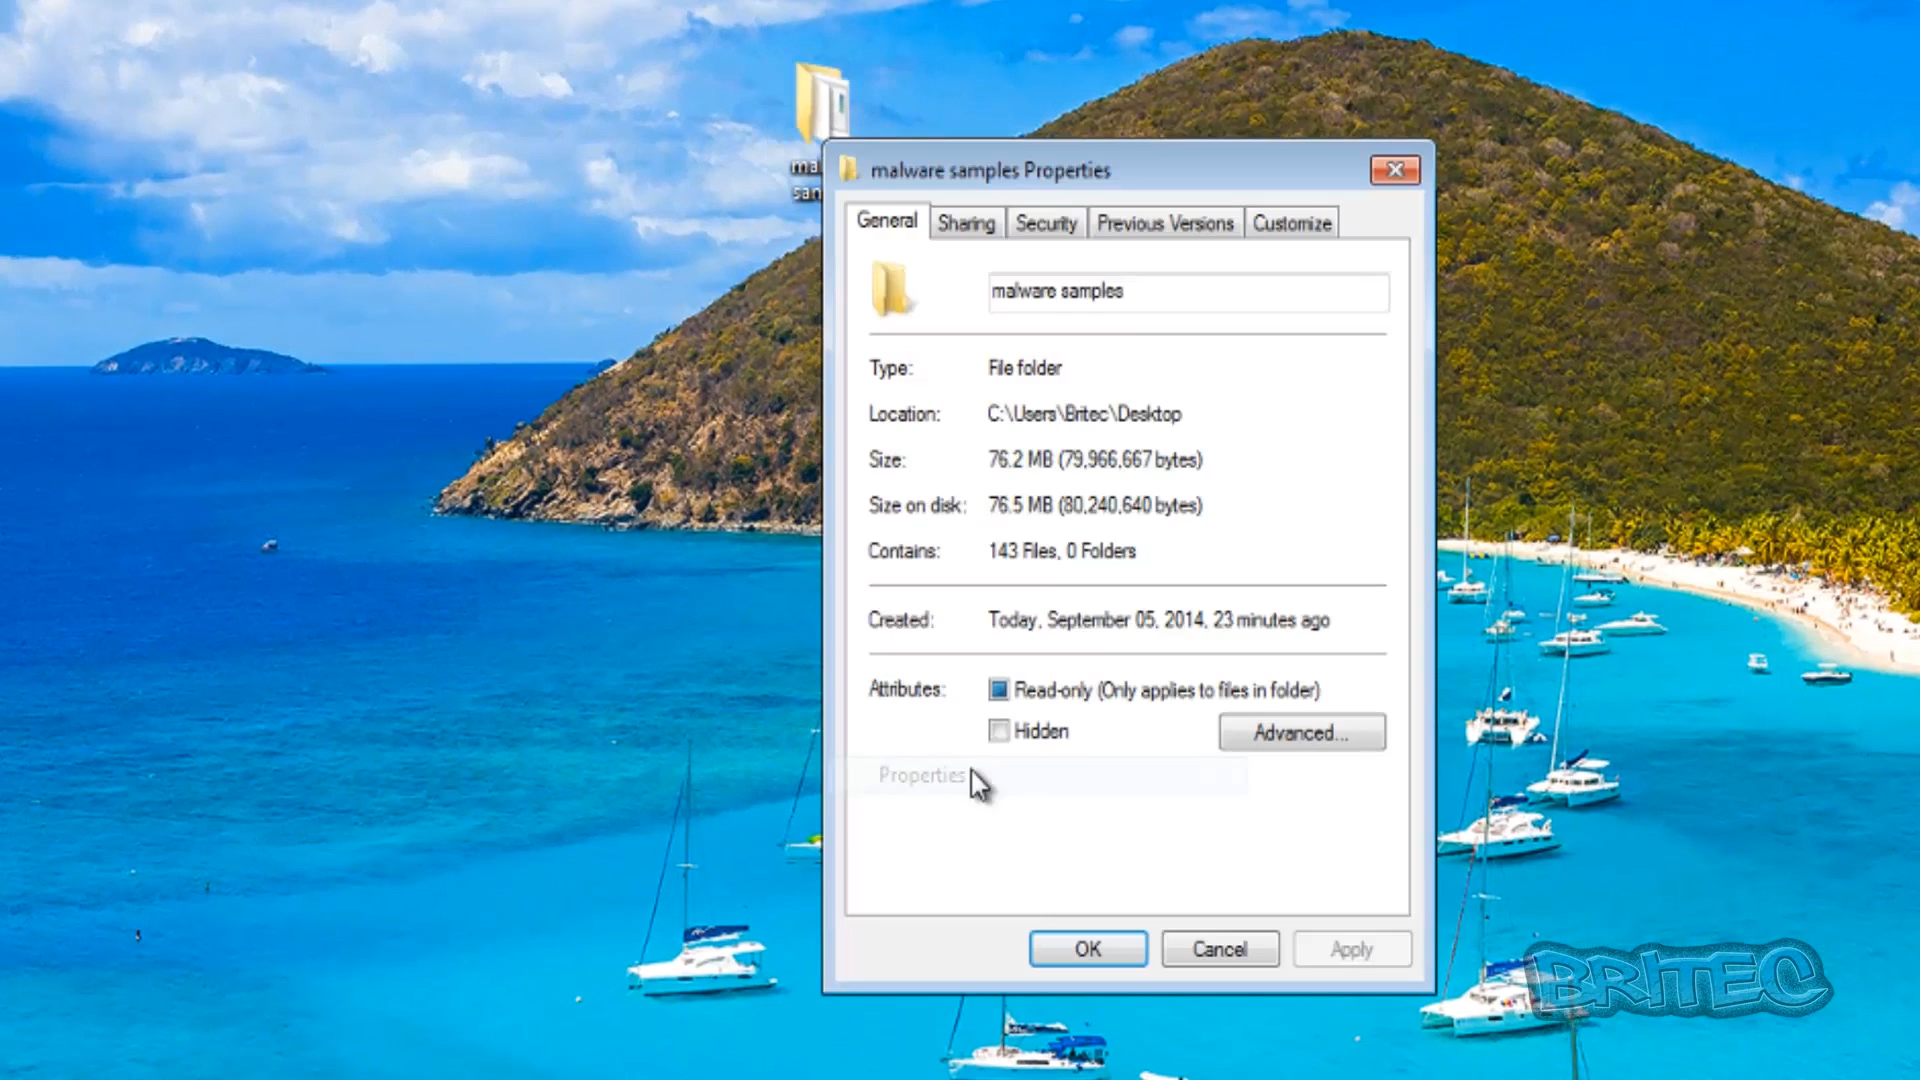 mal
sam
malware samples Properties
General Sharing Security Previous Versions Customize
malware samples
Type: File folder
Location: C:\Users\Britec\Desktop
Size: 76.2 MB (79,966,667 bytes)
Size on disk: 76.5 MB (80,240,640 bytes)
Contains: 143 Files, 0 Folders
Created: Today, September 05, 2014, 23 minutes ago
Attributes: Read-only (Only applies to files in folder)
Hidden Advanced...
Properties
OK Cancel Apply
BRITEC